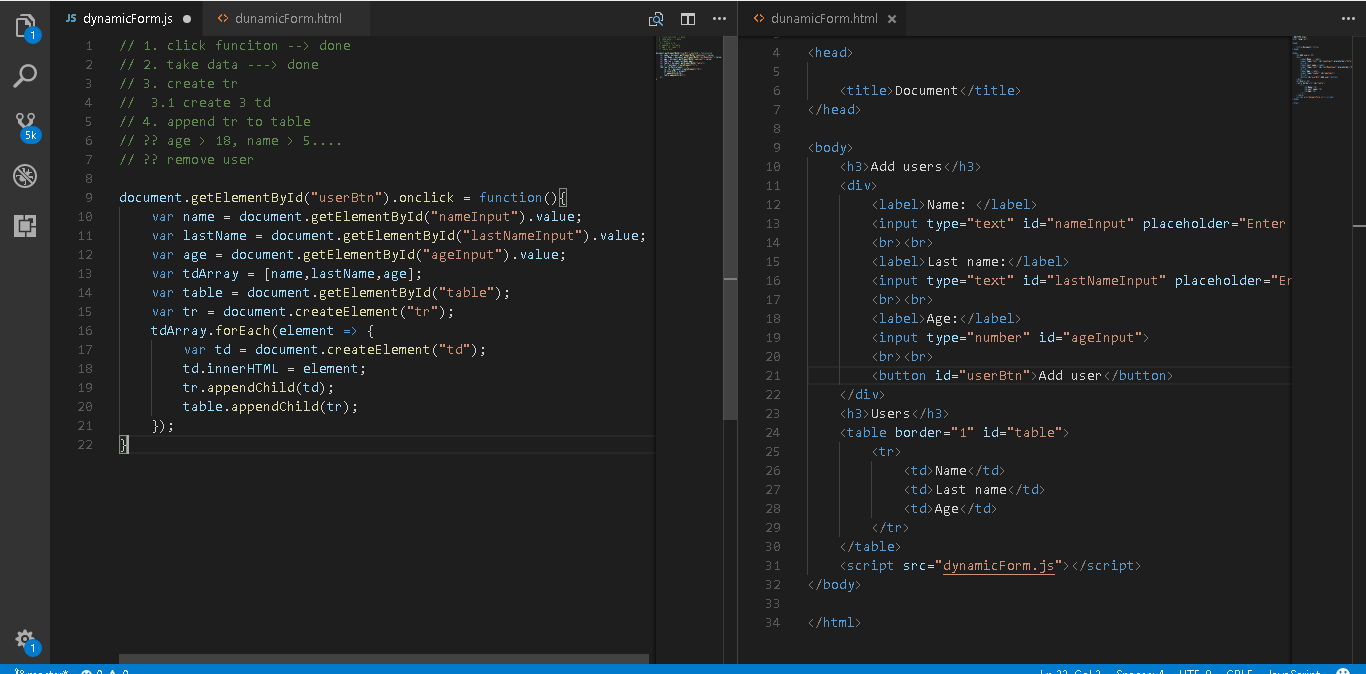 JS dynamicForm.js ●
<> dunamicForm.html
1 // 1. click funciton --> done
2 // 2. take data ---> done
3 // 3. create tr
4 //  3.1 create 3 td
5 // 4. append tr to table
6 // ?? age > 18, name > 5....
7 // ?? remove user
8
9 document.getElementById("userBtn").onclick = function(){
10     var name = document.getElementById("nameInput").value;
11     var lastName = document.getElementById("lastNameInput").value;
12     var age = document.getElementById("ageInput").value;
13     var tdArray = [name,lastName,age];
14     var table = document.getElementById("table");
15     var tr = document.createElement("tr");
16     tdArray.forEach(element => {
17         var td = document.createElement("td");
18         td.innerHTML = element;
19         tr.appendChild(td);
20         table.appendChild(tr);
21     });
22 }
<> dunamicForm.html ×
4 <head>
5
6     <title>Document</title>
7 </head>
8
9 <body>
10     <h3>Add users</h3>
11     <div>
12         <label>Name: </label>
13         <input type="text" id="nameInput" placeholder="Enter
14         <br><br>
15         <label>Last name:</label>
16         <input type="text" id="lastNameInput" placeholder="Er
17         <br><br>
18         <label>Age:</label>
19         <input type="number" id="ageInput">
20         <br><br>
21         <button id="userBtn">Add user</button>
22     </div>
23     <h3>Users</h3>
24     <table border="1" id="table">
25         <tr>
26             <td>Name</td>
27             <td>Last name</td>
28             <td>Age</td>
29         </tr>
30     </table>
31     <script src="dynamicForm.js"></script>
32 </body>
33
34 </html>
1
5k
1